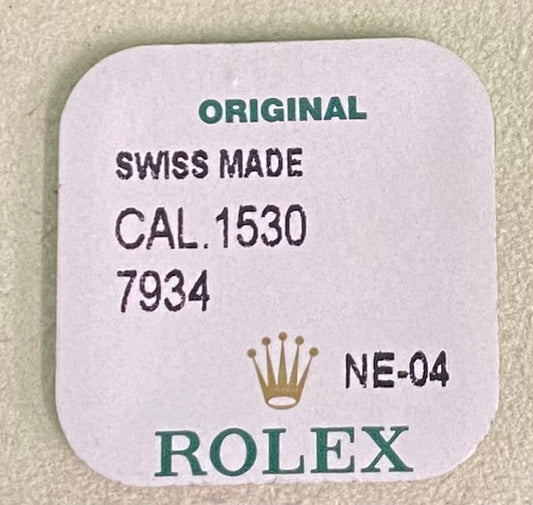 ORIGINAL
SWISS MADE
CAL.1530
7934
NE-04
ROLEX